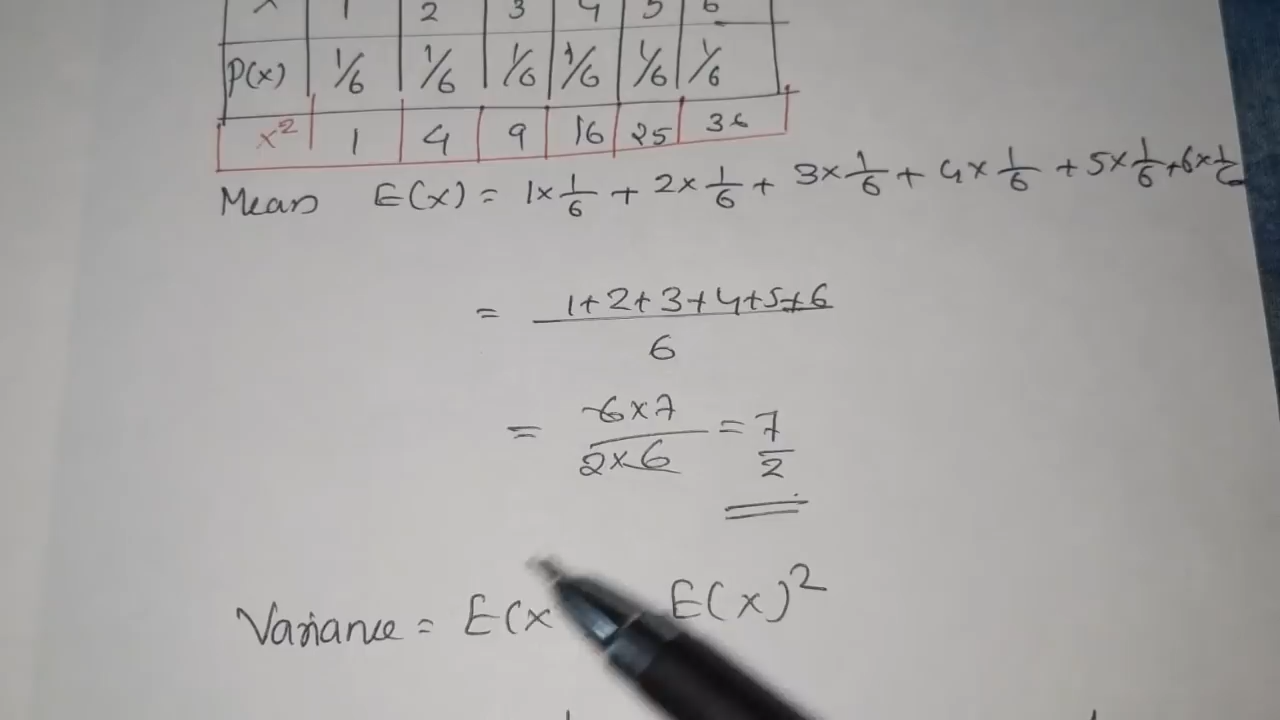 x 1 2 3 4 5 6
P(x) 1/6 1/6 1/6 1/6 1/6 1/6
x² 1 4 9 16 25 36
Mean E(x) = 1×1/6 + 2×1/6 + 3×1/6 + 4×1/6 + 5×1/6 + 6×1/6
= 1+2+3+4+5+6
6
= 6×7 / 2×6 = 7/2
Variance = E(x E(x)²